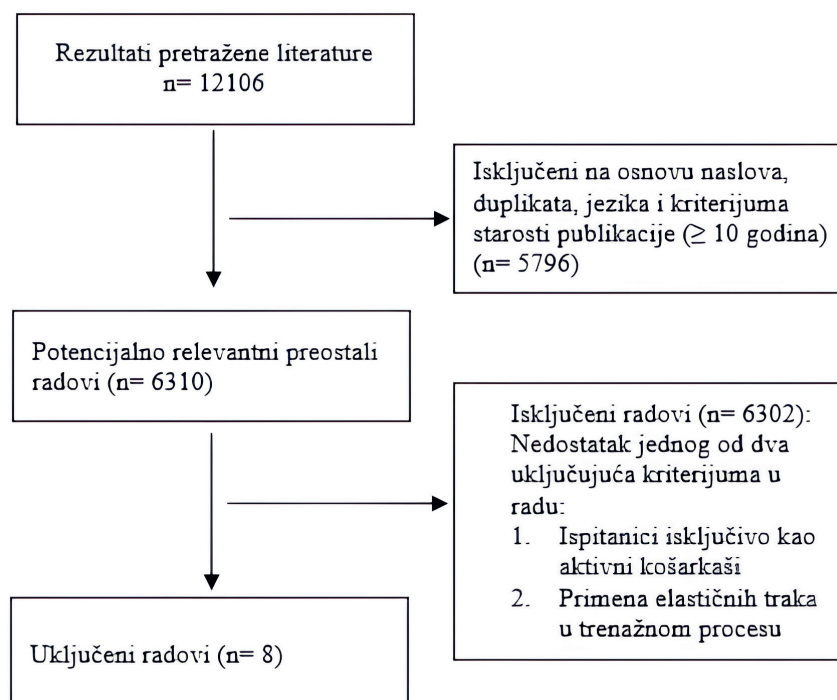 Rezultati pretražene literature
n= 12106
Isključeni na osnovu naslova,
duplikata, jezika i kriterijuma
starosti publikacije (≥ 10 godina)
(n= 5796)
Potencijalno relevantni preostali
radovi (n= 6310)
Isključeni radovi (n= 6302):
Nedostatak jednog od dva
uključujuća kriterijuma u
radu:
1. Ispitanici isključivo kao
aktivni košarkaši
2. Primena elastičnih traka
u trenažnom procesu
Uključeni radovi (n= 8)